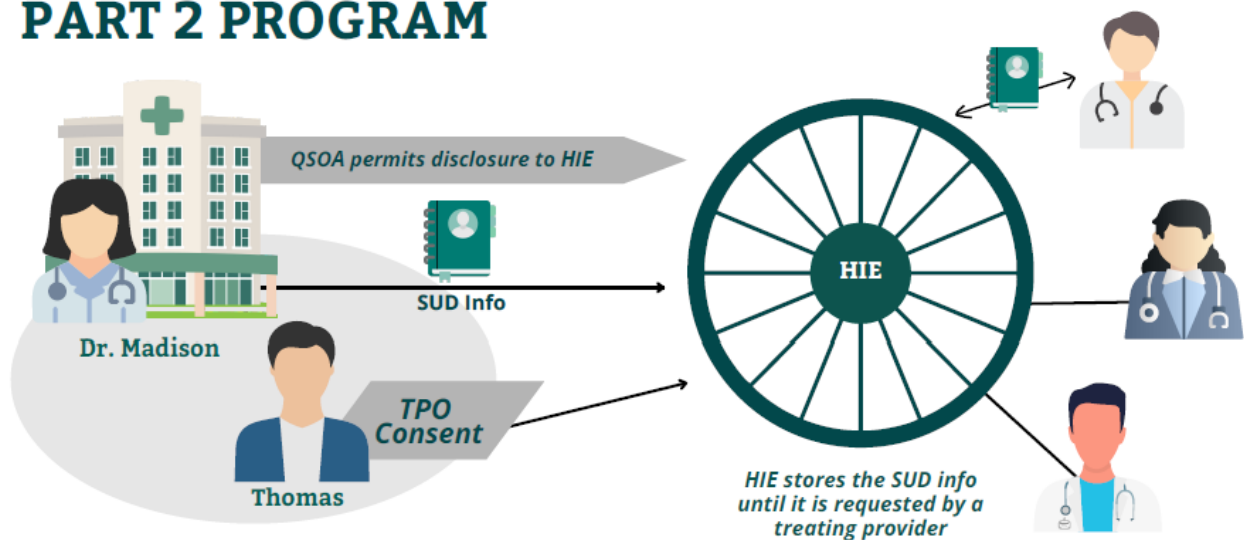 PART 2 PROGRAM
QSOA permits disclosure to HIE
SUD Info
Dr. Madison
TPO
Consent
Thomas
HIE
HIE stores the SUD info
until it is requested by a
treating provider